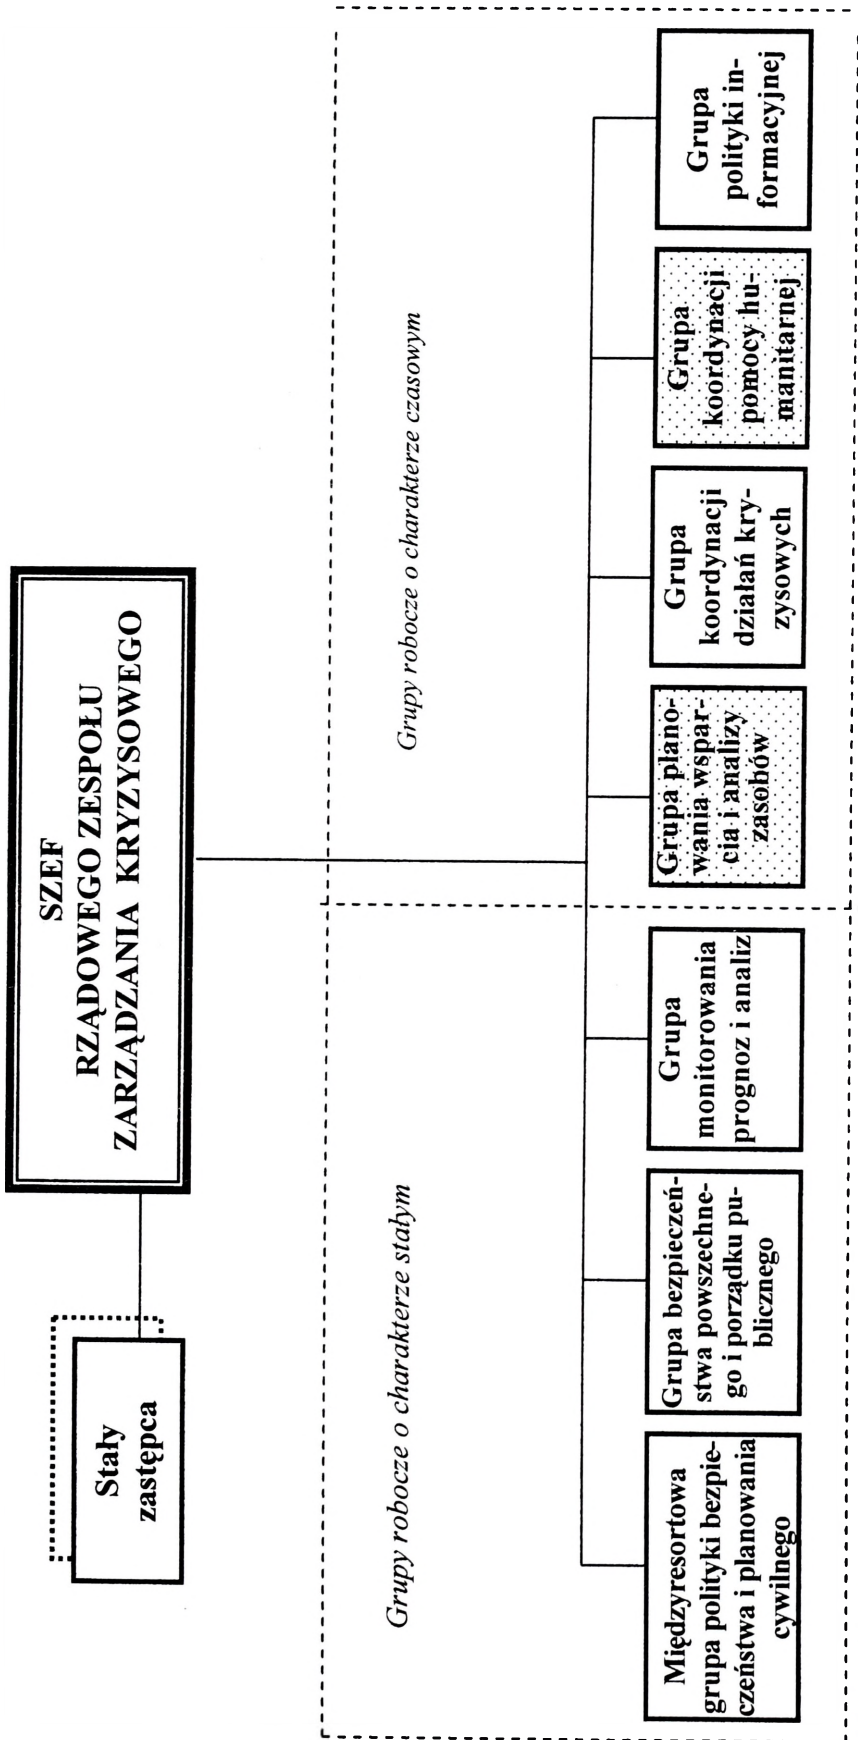 SZEF
RZĄDOWEGO ZESPOŁU
ZARZĄDZANIA KRYZYSOWEGO
Stały
zastępca
Grupy robocze o charakterze stałym
Grupy robocze o charakterze czasowym
Międzyresortowa
grupa polityki bezpie-
czeństwa i planowania
cywilnego
Grupa bezpieczeń-
stwa powszechne-
go i porządku pu-
blicznego
Grupa
monitorowania
prognoz i analiz
Grupa plano-
wania wspar-
cia i analizy
zasobów
Grupa
koordynacji
działań kry-
zysowych
Grupa
koordynacji
pomocy hu-
manitarnej
Grupa
polityki in-
formacyjnej